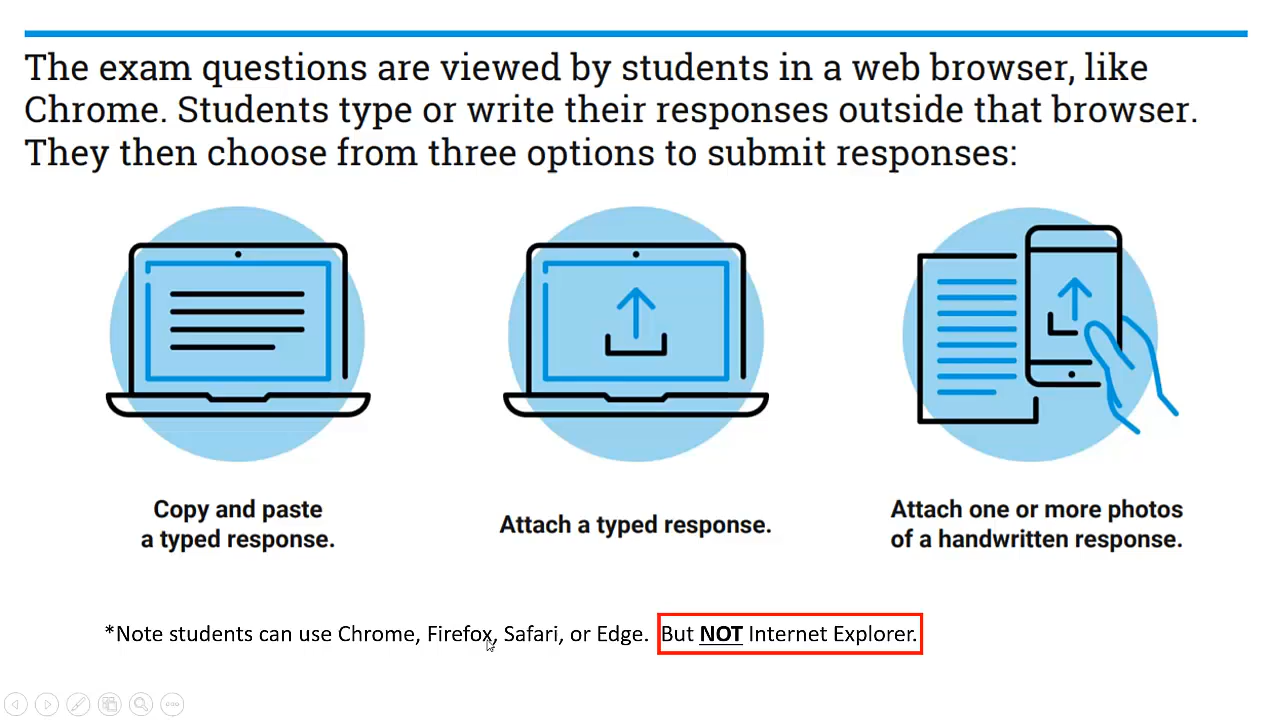 The exam questions are viewed by students in a web browser, like
Chrome. Students type or write their responses outside that browser.
They then choose from three options to submit responses:
Copy and paste
a typed response.
Attach a typed response.
Attach one or more photos
of a handwritten response.
*Note students can use Chrome, Firefox, Safari, or Edge. But NOT Internet Explorer.